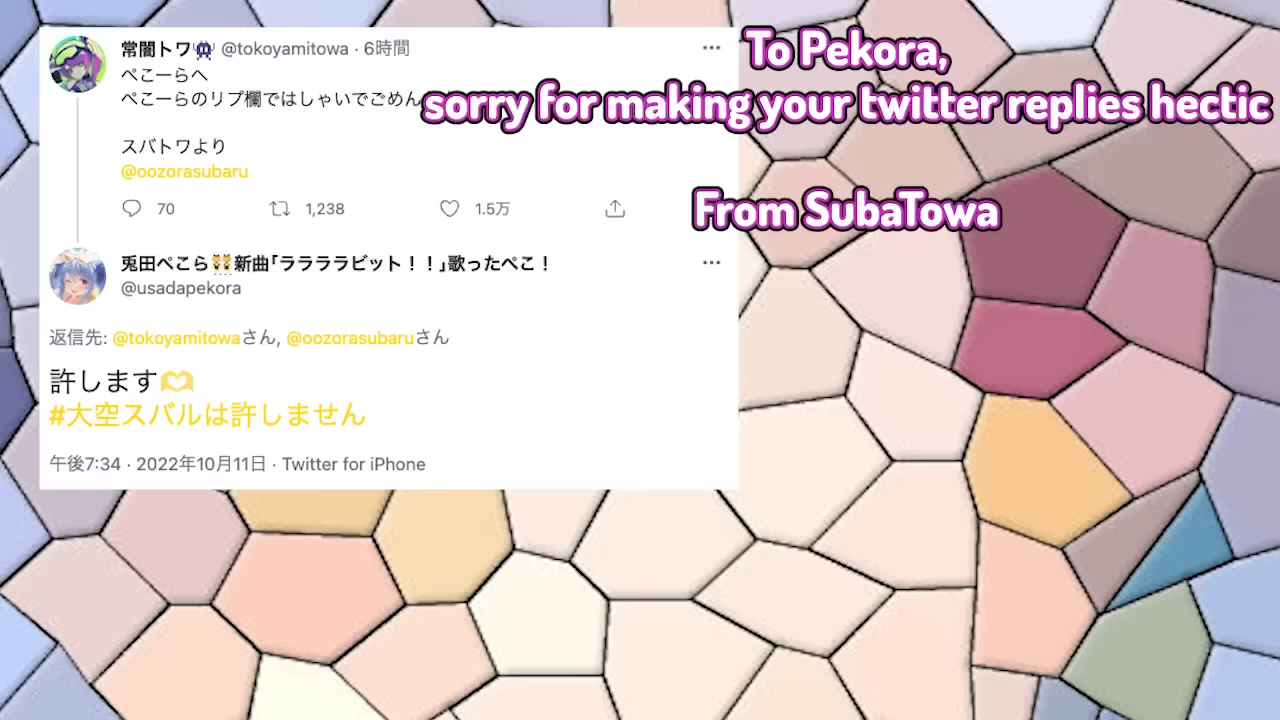 常闇トワ @tokoyamitowa · 6時間
ぺこーらへ
ぺこーらのリプ欄ではしゃいでごめん
スバトワより
@oozorasubaru
70 1,238 1.5万
兎田ぺこら👯新曲｢ララララビット！！｣歌ったぺこ！
@usadapekora
返信先: @tokoyamitowaさん, @oozorasubaruさん
許します🫶
#大空スバルは許しません
午後7:34 · 2022年10月11日 · Twitter for iPhone
To Pekora,
sorry for making your twitter replies hectic
From SubaTowa